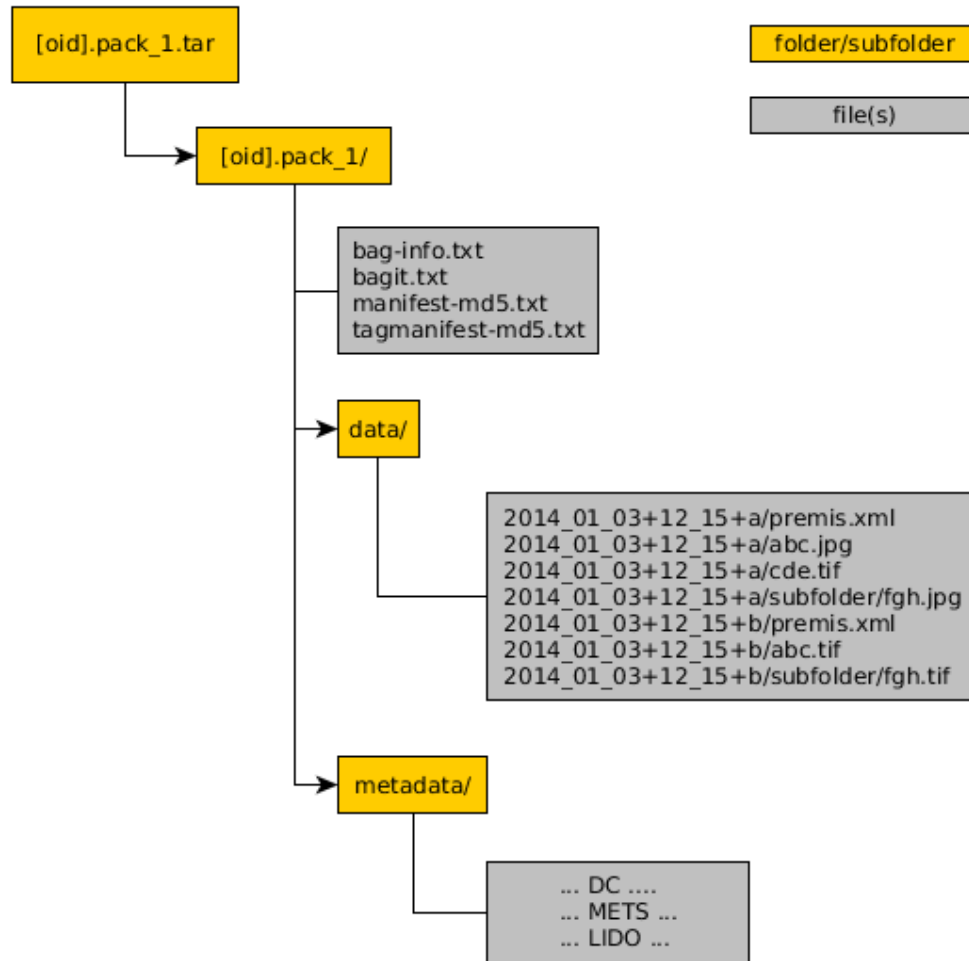 [oid].pack_1.tar
folder/subfolder
file(s)
[oid].pack_1/
bag-info.txt
bagit.txt
manifest-md5.txt
tagmanifest-md5.txt
data/
2014_01_03+12_15+a/premis.xml
2014_01_03+12_15+a/abc.jpg
2014_01_03+12_15+a/cde.tif
2014_01_03+12_15+a/subfolder/fgh.jpg
2014_01_03+12_15+b/premis.xml
2014_01_03+12_15+b/abc.tif
2014_01_03+12_15+b/subfolder/fgh.tif
metadata/
... DC ....
... METS ...
... LIDO ...